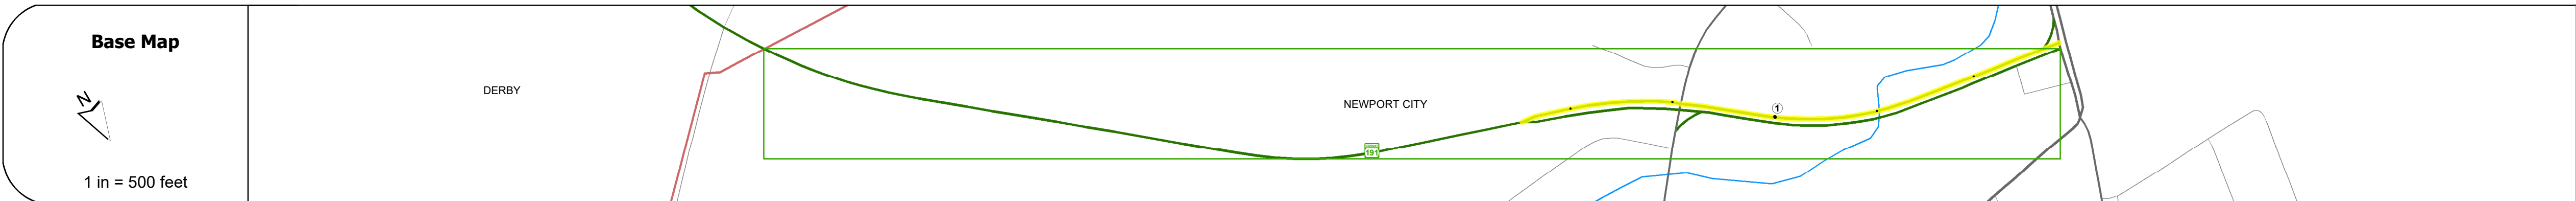 Base Map
N
1 in = 500 feet
DERBY
NEWPORT CITY
191
1